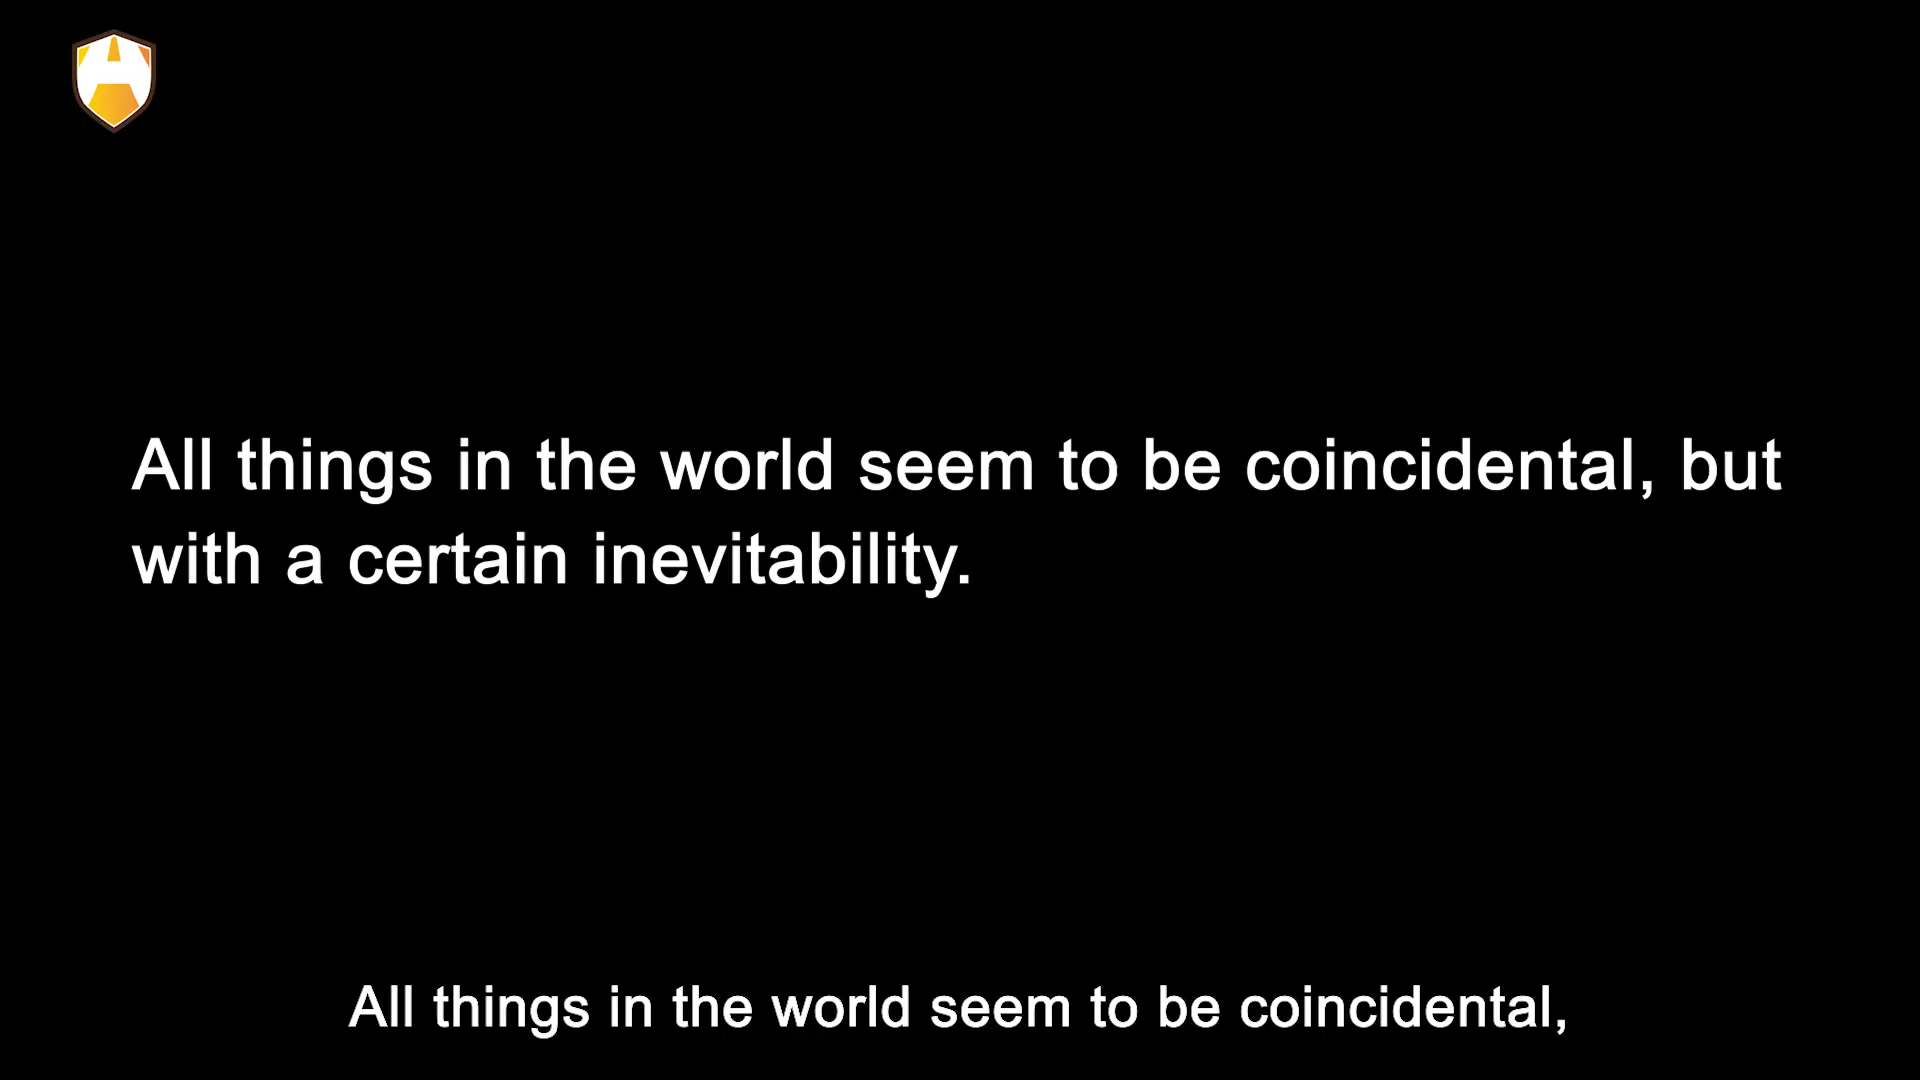 All things in the world seem to be coincidental, but
with a certain inevitability.
All things in the world seem to be coincidental,